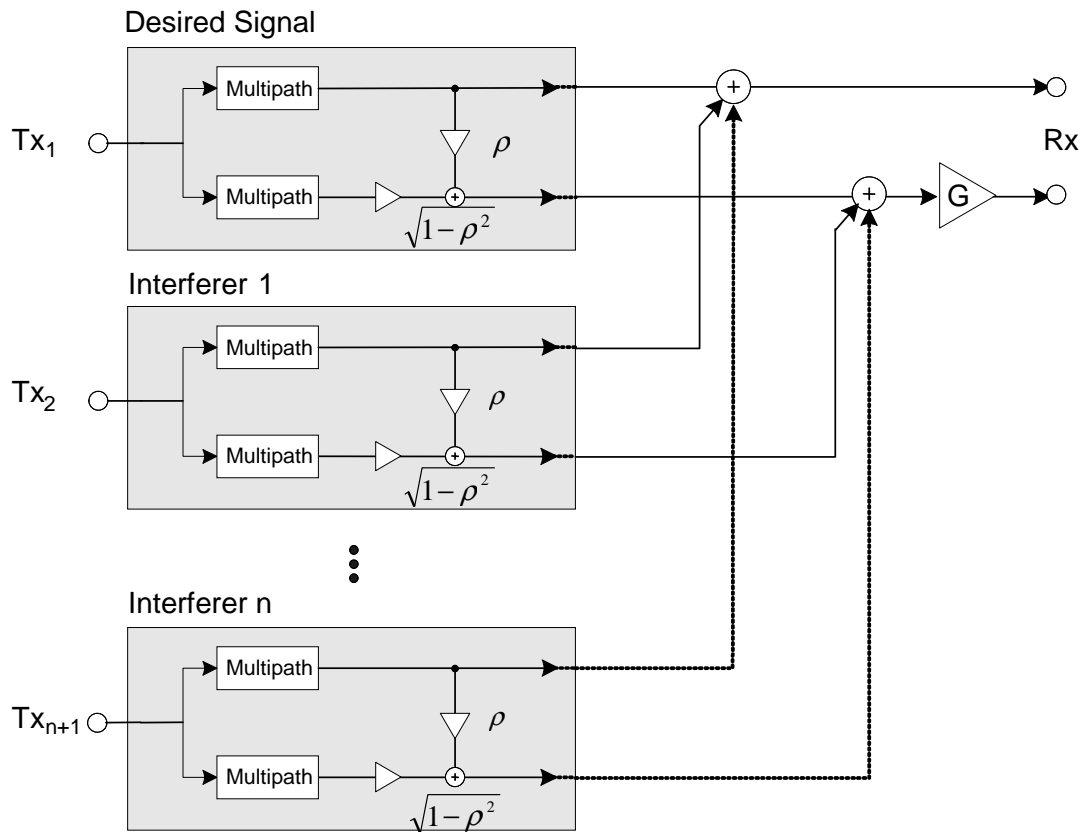 Desired Signal
Multipath
Tx₁
ρ
Rx
Multipath
√1−ρ²
G
Interferer 1
Multipath
Tx₂
ρ
Multipath
√1−ρ²
Interferer n
Multipath
Txₙ₊₁
ρ
Multipath
√1−ρ²